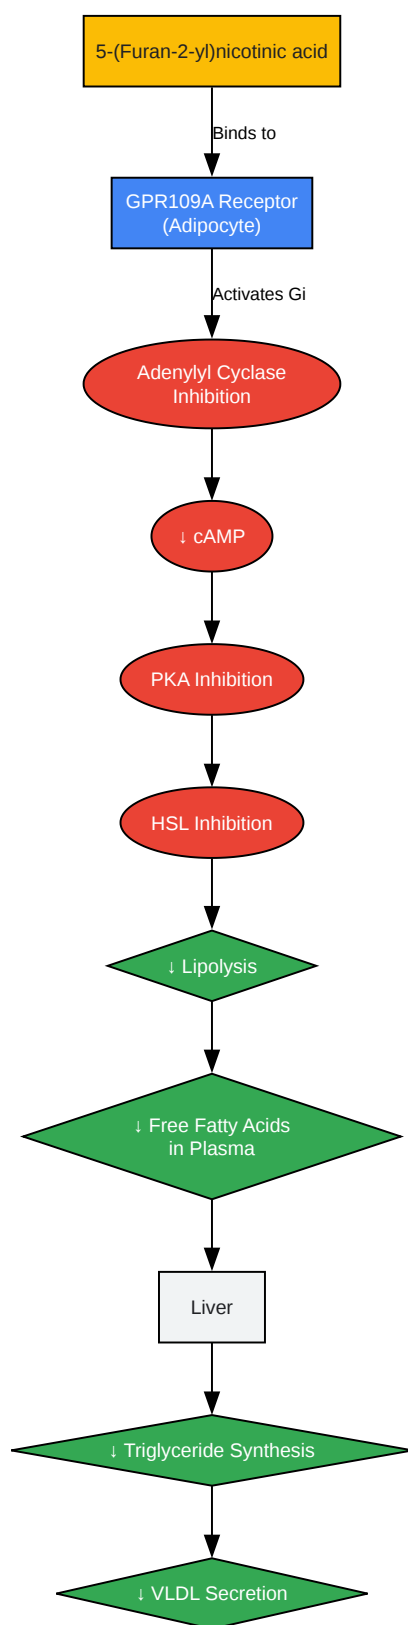 5-(Furan-2-yl)nicotinic acid
Binds to
GPR109A Receptor
(Adipocyte)
Activates Gi
Adenylyl Cyclase
Inhibition
↓ cAMP
PKA Inhibition
HSL Inhibition
↓ Lipolysis
↓ Free Fatty Acids
in Plasma
Liver
↓ Triglyceride Synthesis
↓ VLDL Secretion